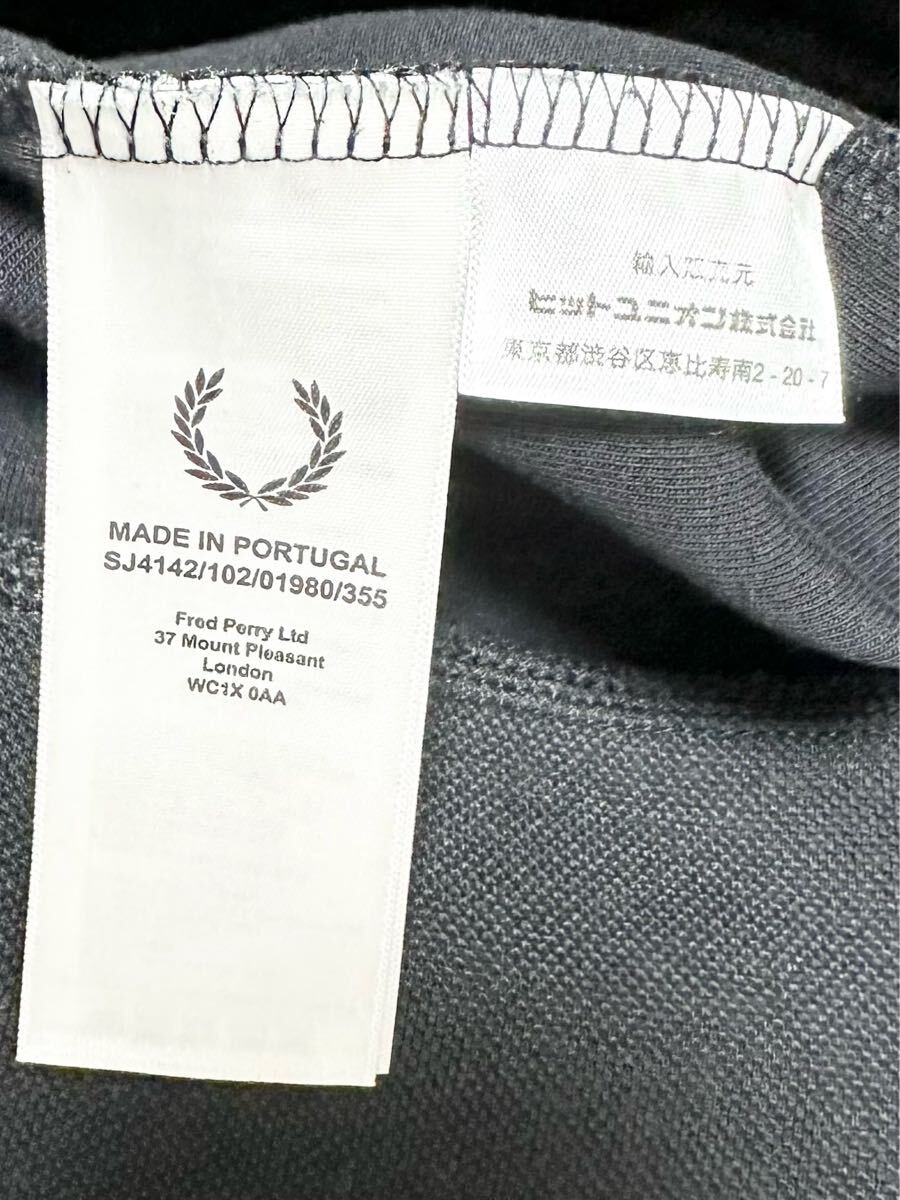 MADE IN PORTUGAL
SJ4142/102/01980/355
Fred Perry Ltd
37 Mount Pleasant
London
WC1X 0AA
輸入販売元
ヒットユニオン株式会社
東京都渋谷区恵比寿南2-20-7